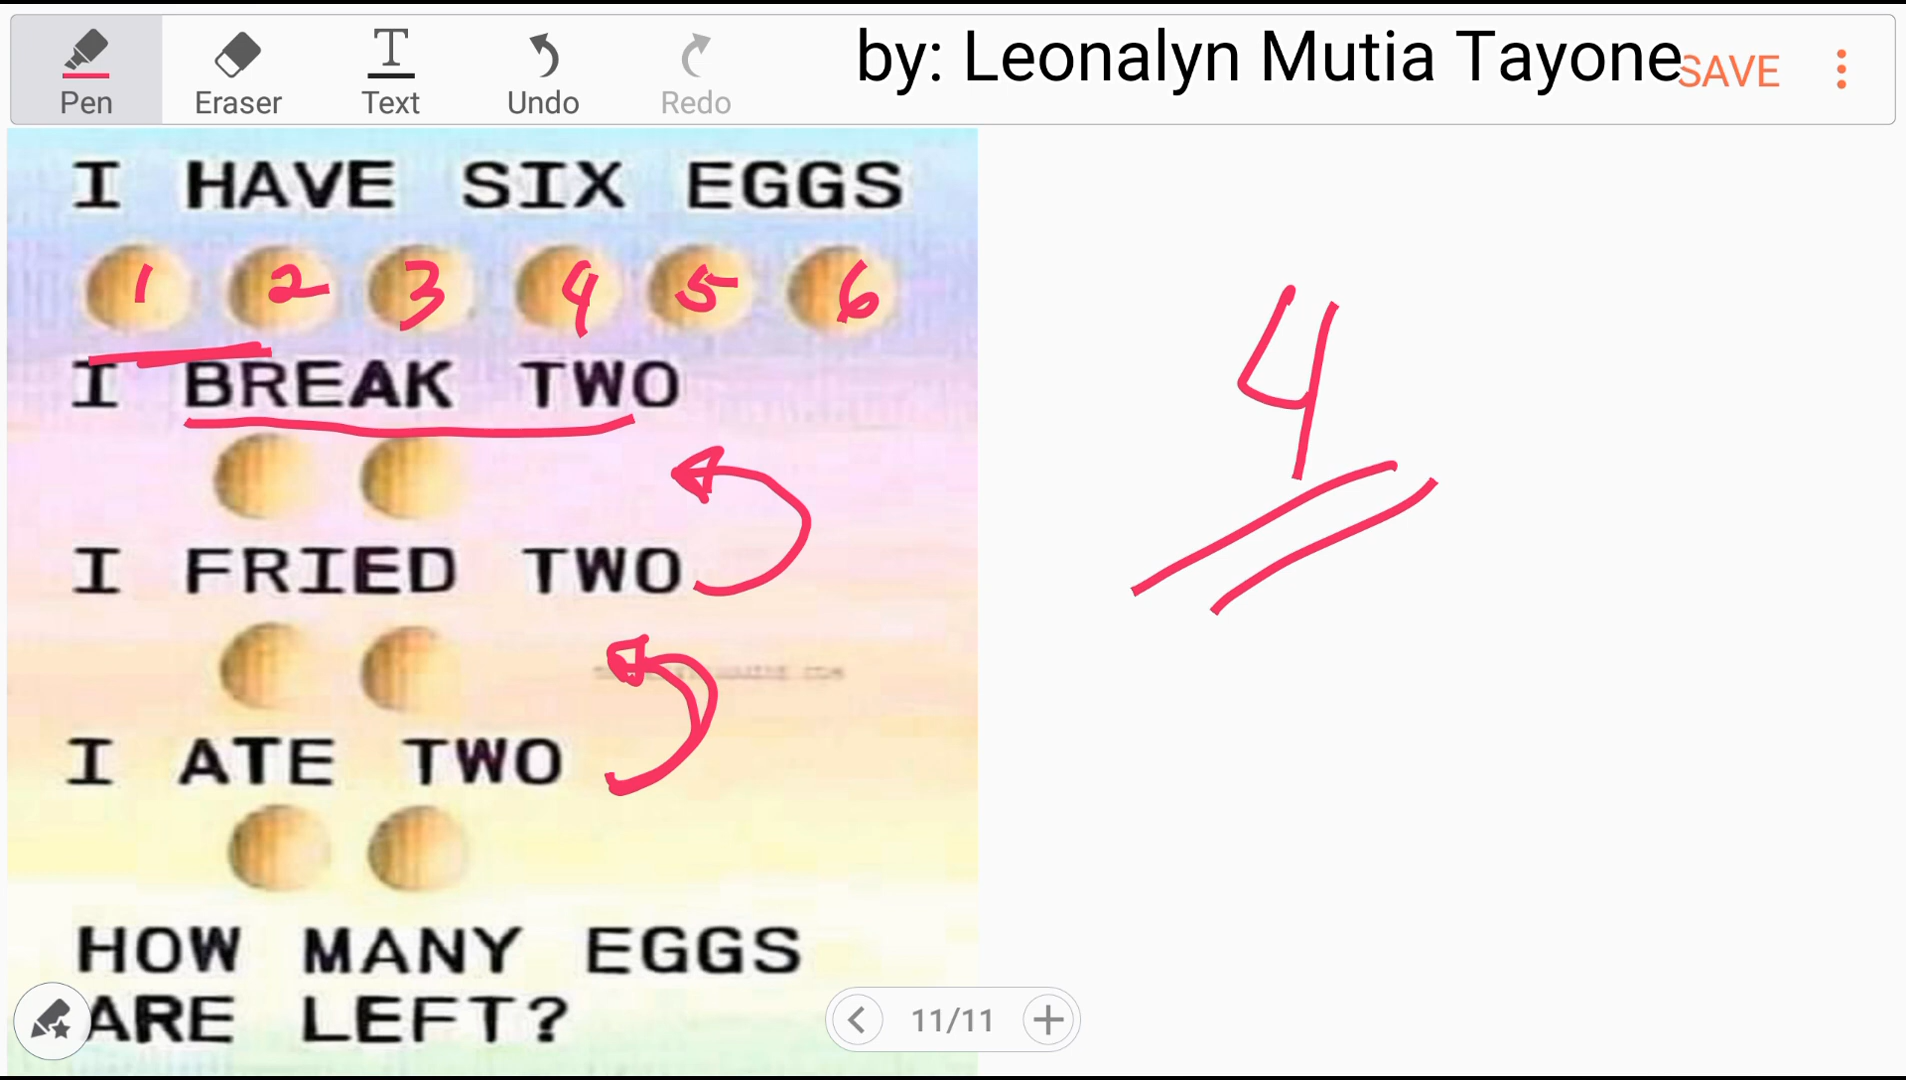 by: Leonalyn Mutia Tayone
SAVE
Pen
Eraser
T
Text
Undo
Redo
I HAVE SIX EGGS
1 2 3 4 5 6
I BREAK TWO
I FRIED TWO
I ATE TWO
HOW MANY EGGS
ARE LEFT?
4
11/11